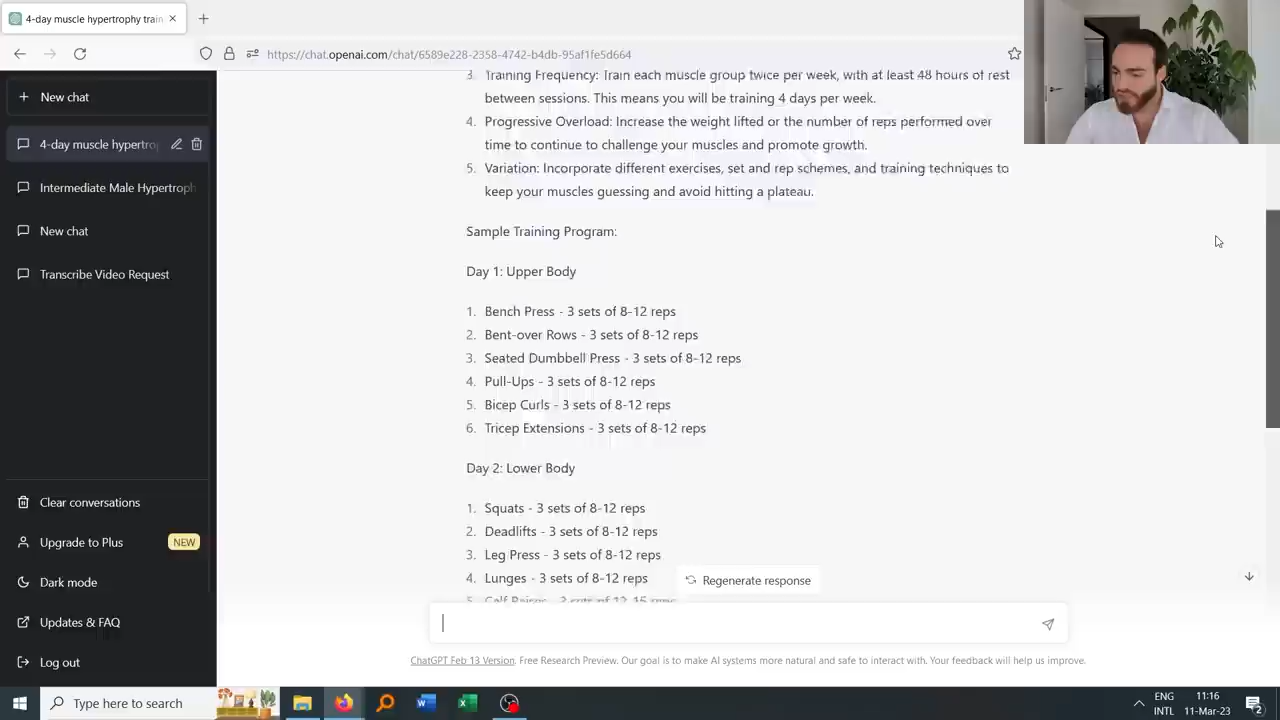 4-day muscle hypertrophy train
https://chat.openai.com/chat/6589e228-2358-4742-b4db-95af1fe5d664
New chat
4-day muscle hypertro
Intermediate Male Hypertroph
New chat
Transcribe Video Request
Clear conversations
Upgrade to Plus NEW
Dark mode
Updates & FAQ
Log out
3. Training Frequency: Train each muscle group twice per week, with at least 48 hours of rest
between sessions. This means you will be training 4 days per week.
4. Progressive Overload: Increase the weight lifted or the number of reps performed over
time to continue to challenge your muscles and promote growth.
5. Variation: Incorporate different exercises, set and rep schemes, and training techniques to
keep your muscles guessing and avoid hitting a plateau.
Sample Training Program:
Day 1: Upper Body
1. Bench Press - 3 sets of 8-12 reps
2. Bent-over Rows - 3 sets of 8-12 reps
3. Seated Dumbbell Press - 3 sets of 8-12 reps
4. Pull-Ups - 3 sets of 8-12 reps
5. Bicep Curls - 3 sets of 8-12 reps
6. Tricep Extensions - 3 sets of 8-12 reps
Day 2: Lower Body
1. Squats - 3 sets of 8-12 reps
2. Deadlifts - 3 sets of 8-12 reps
3. Leg Press - 3 sets of 8-12 reps
4. Lunges - 3 sets of 8-12 reps
5. Calf Raises - 3 sets of 12-15 reps
Regenerate response
ChatGPT Feb 13 Version. Free Research Preview. Our goal is to make AI systems more natural and safe to interact with. Your feedback will help us improve.
Type here to search
ENG
INTL
11:16
11-Mar-23
2